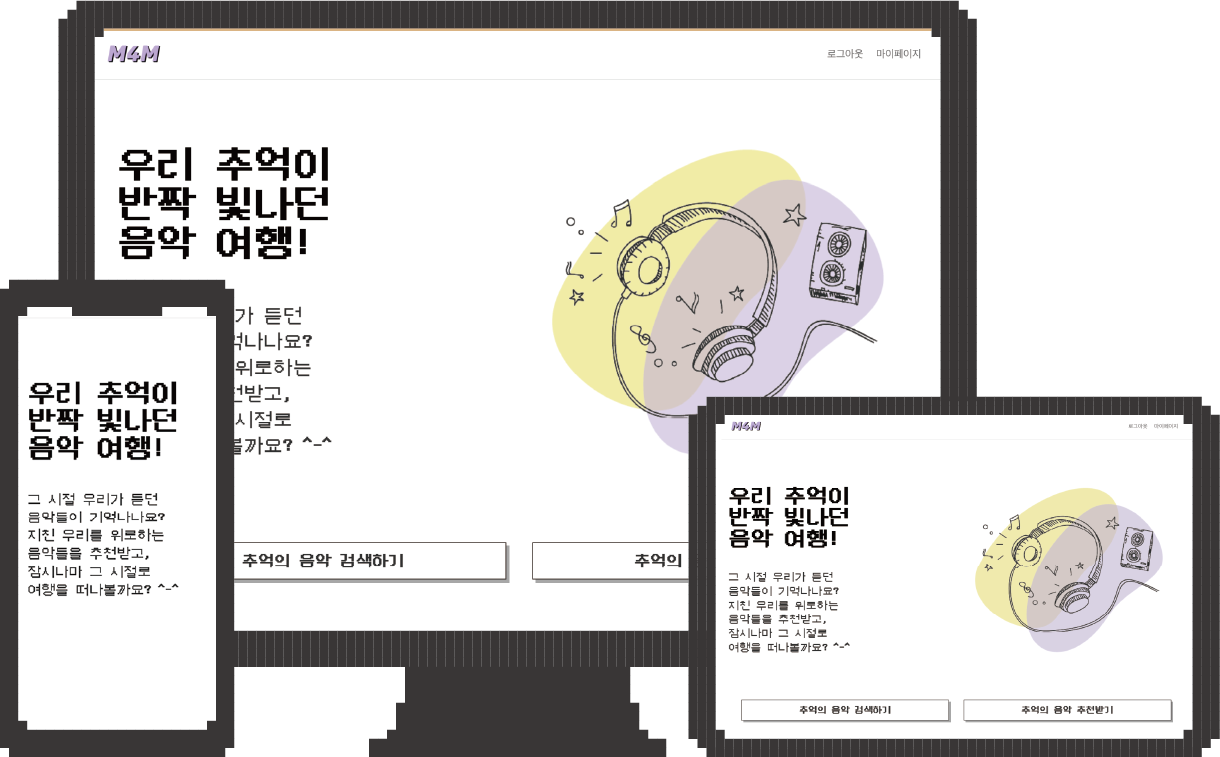 M4M
로그아웃 마이페이지
우리 추억이
반짝 빛나던
음악 여행!
가 듣던
억나나요?
위로하는
천받고,
시절로
볼까요? ^-^
추억의 음악 검색하기
추억의
우리 추억이
반짝 빛나던
음악 여행!
그 시절 우리가 듣던
음악들이 기억나나요?
지친 우리를 위로하는
음악들을 추천받고,
잠시나마 그 시절로
여행을 떠나볼까요? ^-^
M4M
로그아웃 마이페이지
우리 추억이
반짝 빛나던
음악 여행!
그 시절 우리가 듣던
음악들이 기억나나요?
지친 우리를 위로하는
음악들을 추천받고,
잠시나마 그 시절로
여행을 떠나볼까요? ^-^
추억의 음악 검색하기
추억의 음악 추천받기